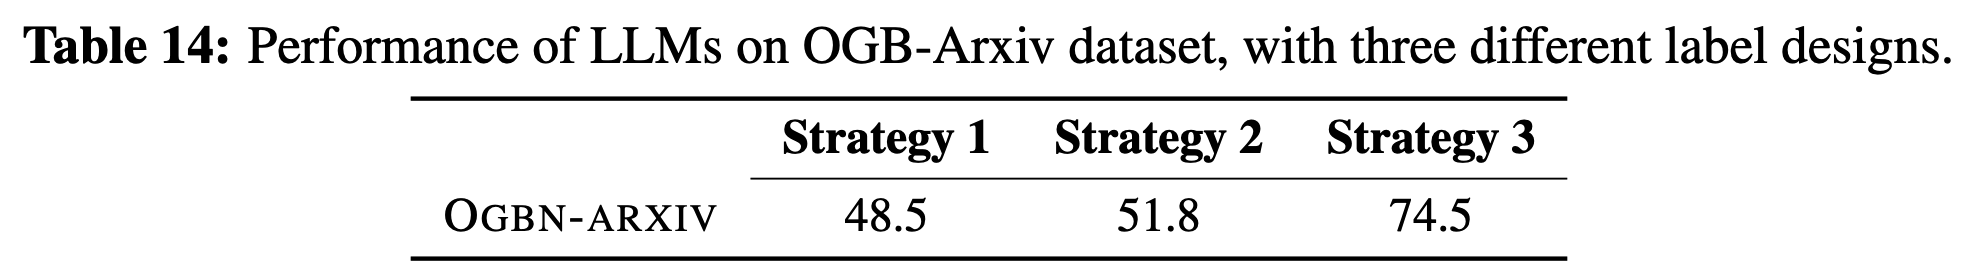 Table 14: Performance of LLMs on OGB-Arxiv dataset, with three different label designs.
Strategy 1 Strategy 2 Strategy 3
OGBN-ARXIV 48.5 51.8 74.5